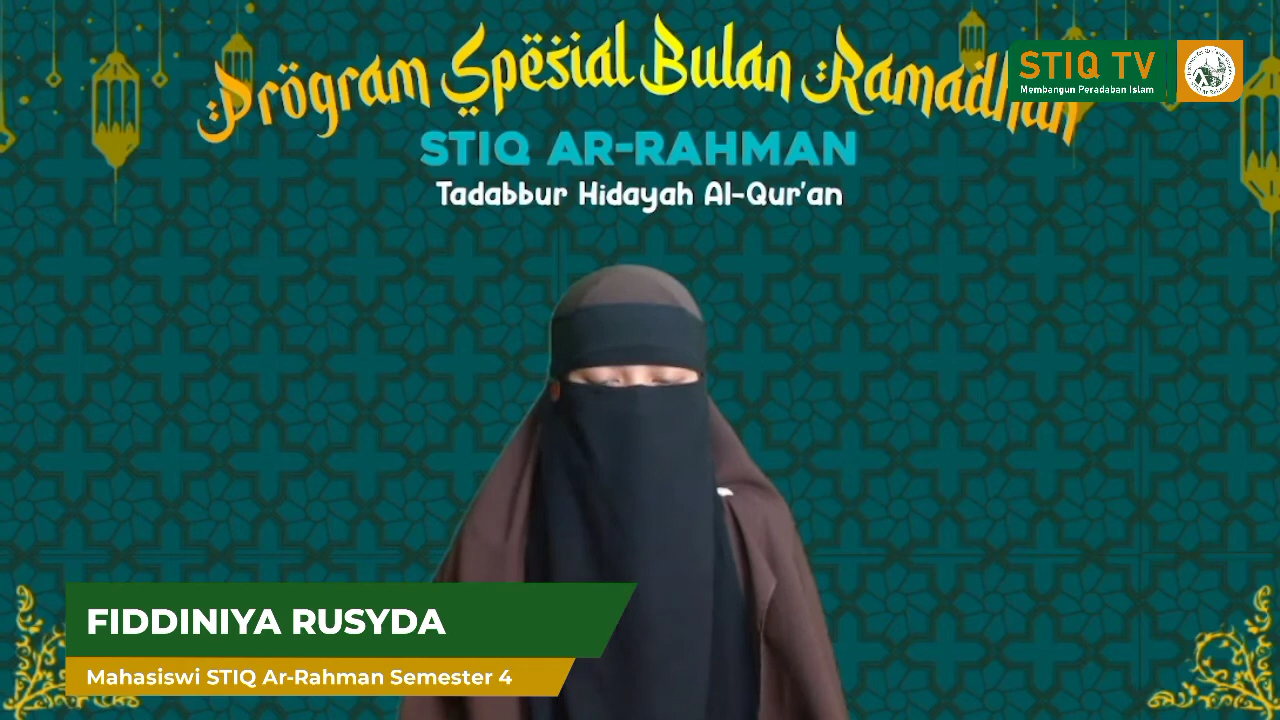 Program Spesial Bulan Ramadhan
STIQ TV
Membangun Peradaban Islam
STIQ AR-RAHMAN
Tadabbur Hidayah Al-Qur'an
FIDDINIYA RUSYDA
Mahasiswi STIQ Ar-Rahman Semester 4